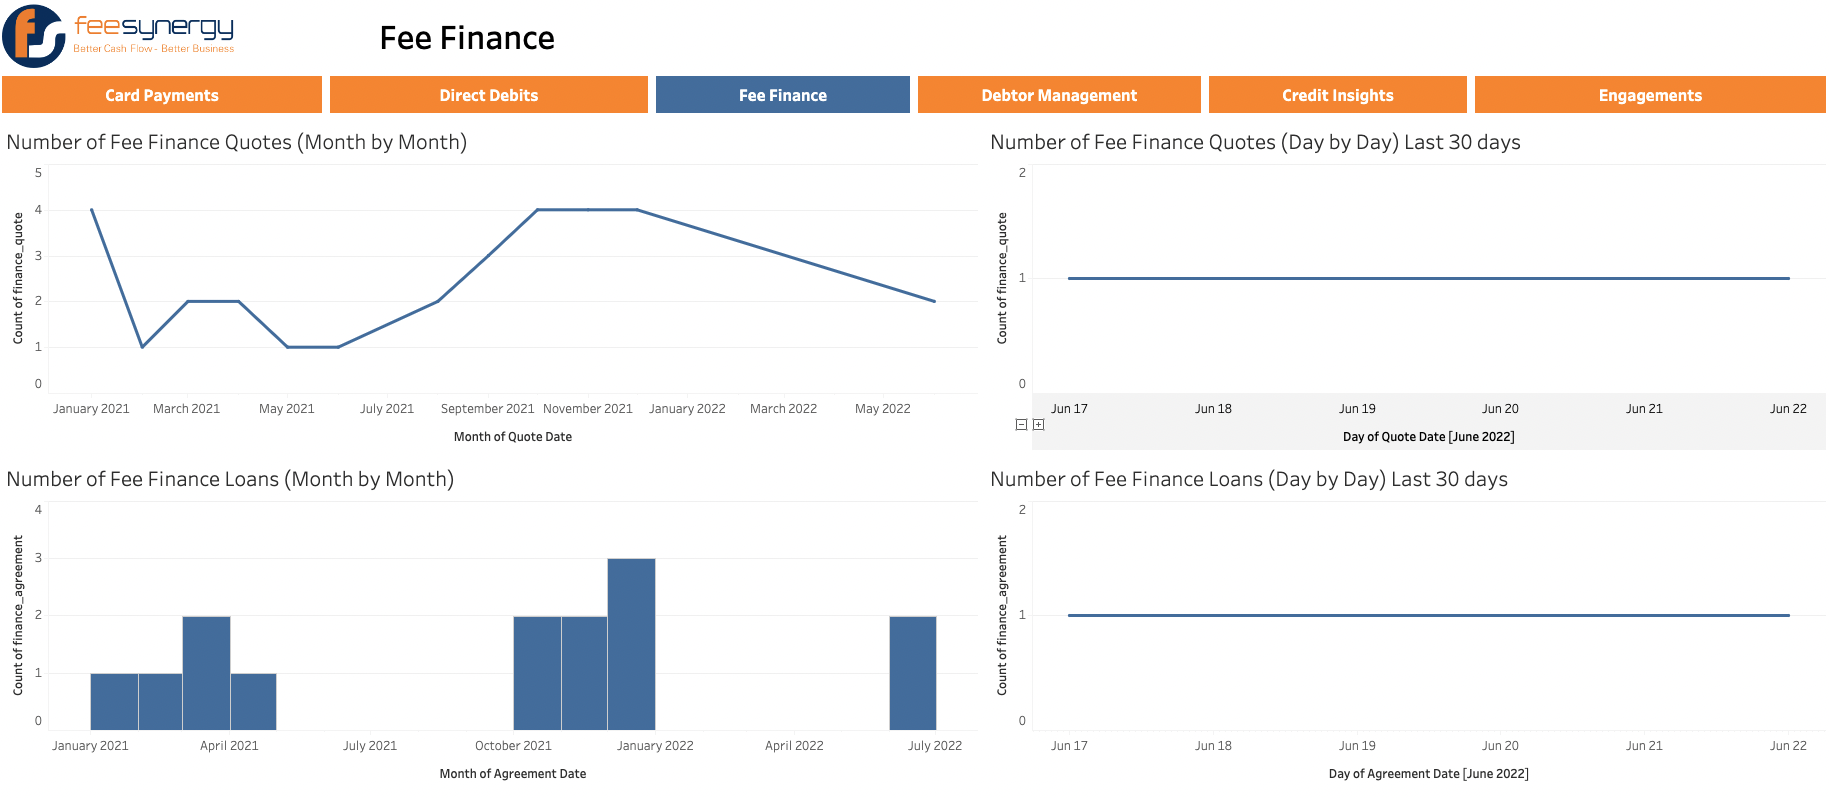 feesynergy
Better Cash Flow - Better Business
Fee Finance
Card Payments
Direct Debits
Fee Finance
Debtor Management
Credit Insights
Engagements
Number of Fee Finance Quotes (Month by Month)
Count of finance_quote
5
4
3
2
1
0
January 2021
March 2021
May 2021
July 2021
September 2021
November 2021
January 2022
March 2022
May 2022
Month of Quote Date
Number of Fee Finance Quotes (Day by Day) Last 30 days
Count of finance_quote
2
1
0
Jun 17
Jun 18
Jun 19
Jun 20
Jun 21
Jun 22
Day of Quote Date [June 2022]
Number of Fee Finance Loans (Month by Month)
Count of finance_agreement
4
3
2
1
0
January 2021
April 2021
July 2021
October 2021
January 2022
April 2022
July 2022
Month of Agreement Date
Number of Fee Finance Loans (Day by Day) Last 30 days
Count of finance_agreement
2
1
0
Jun 17
Jun 18
Jun 19
Jun 20
Jun 21
Jun 22
Day of Agreement Date [June 2022]